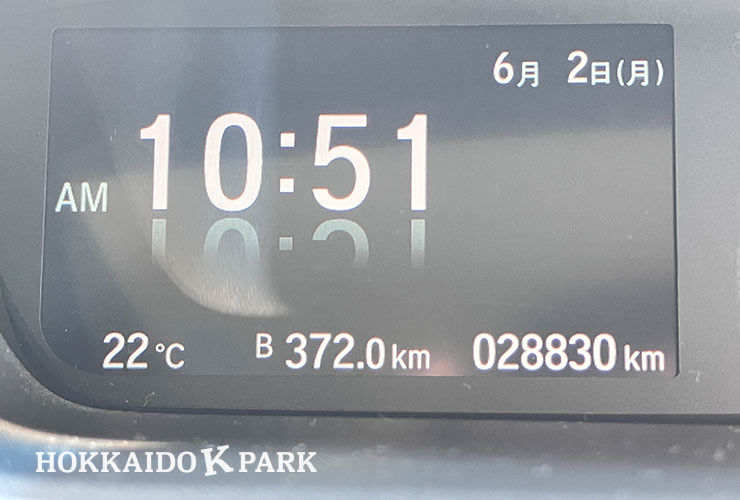 6月 2日(月)
AM 10:51
22°C B 372.0km 028830km
HOKKAIDO K PARK